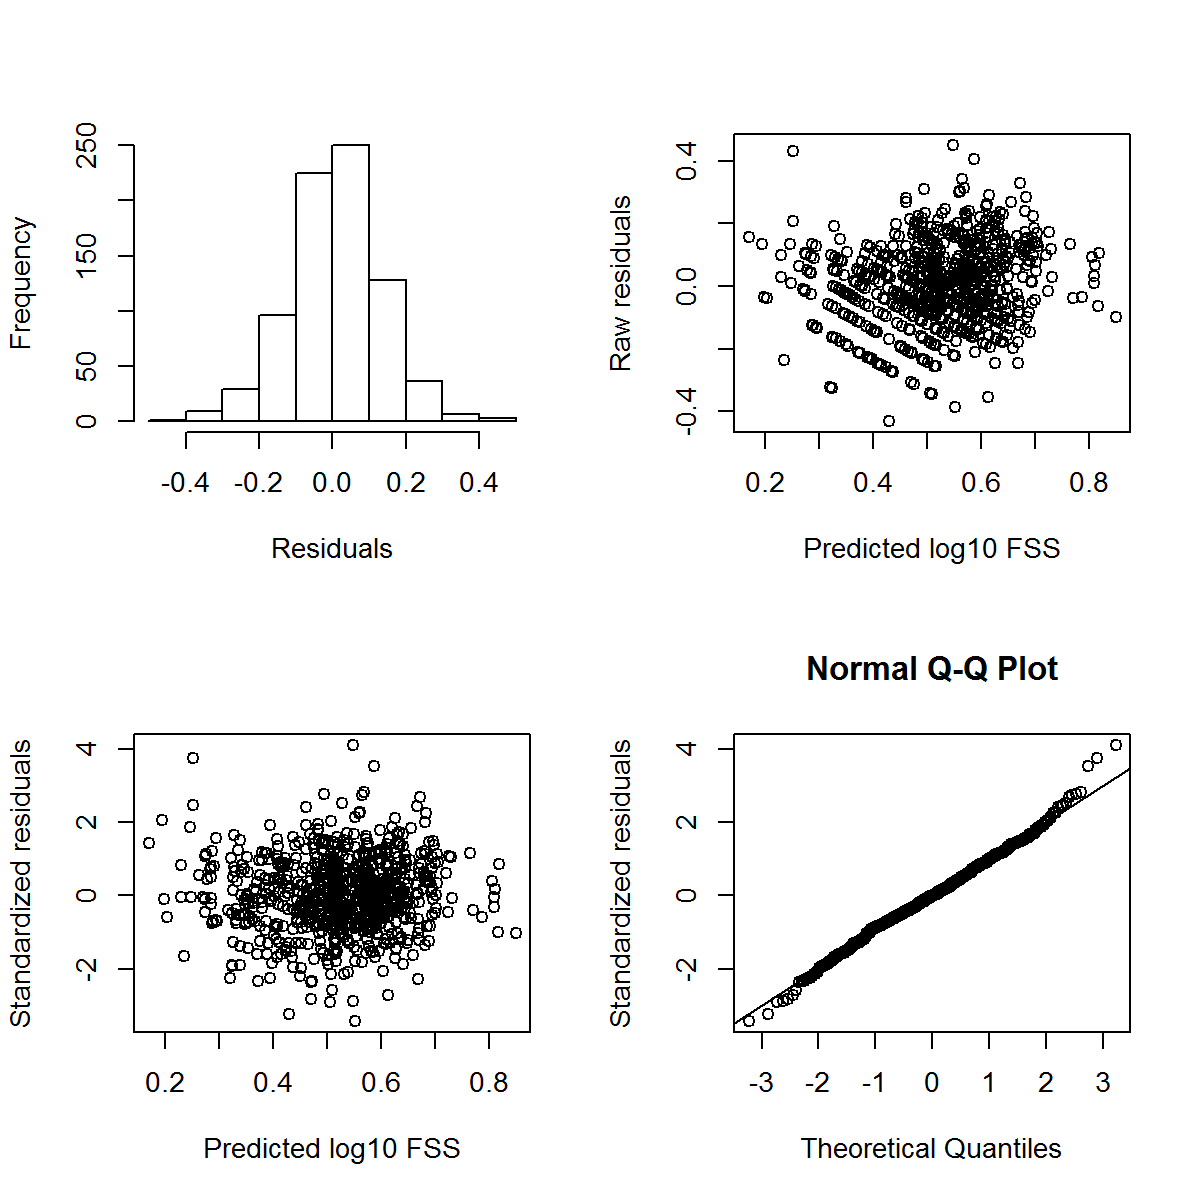 250
150
50
0
Frequency
-0.4 -0.2 0.0 0.2 0.4
Residuals
0.4
0.0
-0.4
Raw residuals
0.2 0.4 0.6 0.8
Predicted log10 FSS
4
2
0
-2
Standardized residuals
0.2 0.4 0.6 0.8
Predicted log10 FSS
Normal Q-Q Plot
4
2
0
-2
Standardized residuals
-3 -2 -1 0 1 2 3
Theoretical Quantiles